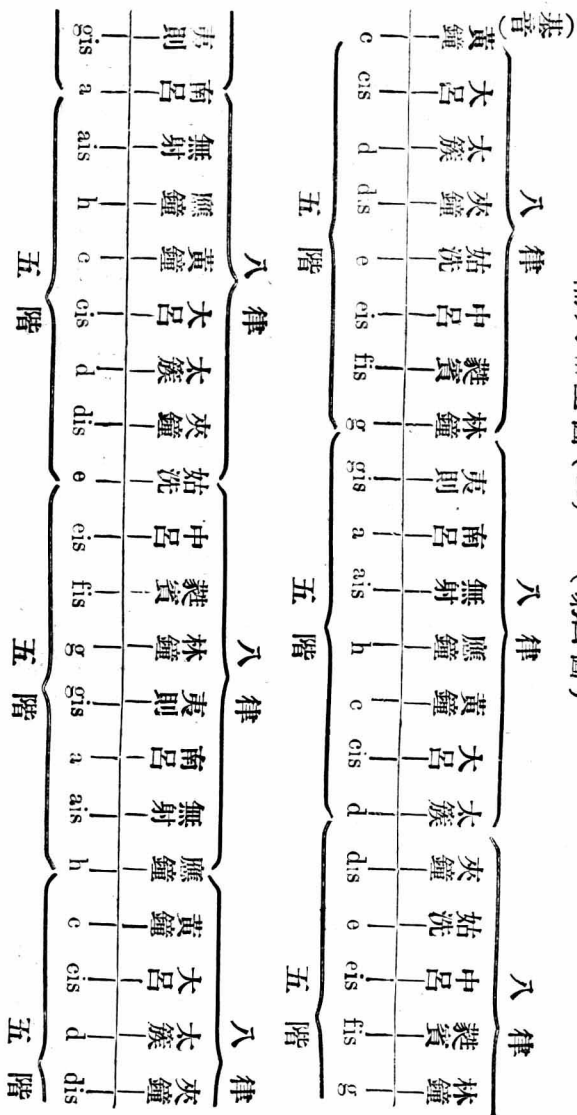 (基音)
八律 八律 八律
黃鐘 大呂 太簇 夾鐘 姑洗 中呂 蕤賓 林鐘 夷則 南呂 無射 應鐘 黃鐘 大呂 太簇 夾鐘 姑洗 中呂 蕤賓 林鐘
c cis d dis e eis fis g gis a ais h c cis d dis e eis fis g
五階 五階 五階
八律 八律 八律
夷則 南呂 無射 應鐘 黃鐘 大呂 太簇 夾鐘 姑洗 中呂 蕤賓 林鐘 夷則 南呂 無射 應鐘 黃鐘 大呂 太簇 夾鐘
gis a ais h c cis d dis e eis fis g gis a ais h c cis d dis
五階 五階 五階